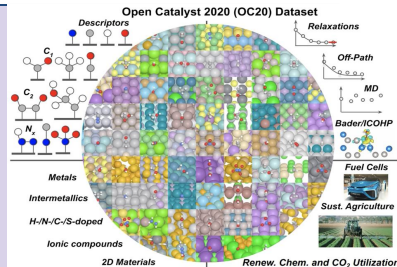 Open Catalyst 2020 (OC20) Dataset
Descriptors
C1
C2
Nx
Metals
Intermetallics
H-/N-/C-/S-doped
Ionic compounds
2D Materials
Relaxations
Off-Path
MD
Bader/ICOHP
Fuel Cells
Sust. Agriculture
Renew. Chem. and CO2 Utilization